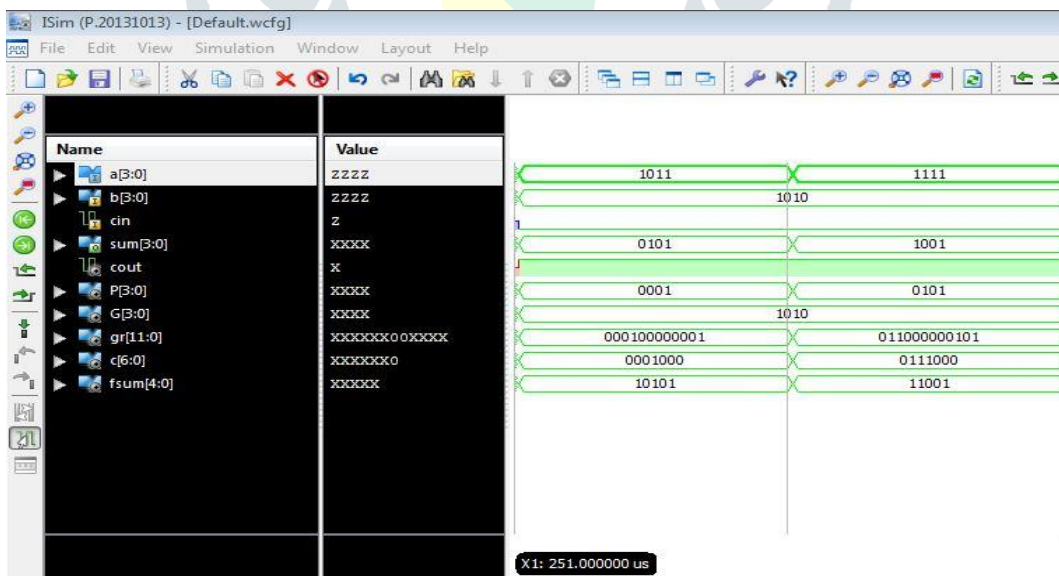 ISim (P.20131013) - [Default.wcfg]
File Edit View Simulation Window Layout Help
Name Value
a[3:0] zzzz 1011 1111
b[3:0] zzzz 1010
cin z
sum[3:0] xxxx 0101 1001
cout x
P[3:0] xxxx 0001 0101
G[3:0] xxxx 1010
gr[11:0] xxxxxx00xxxx 000100000001 011000000101
c[6:0] xxxxxx0 0001000 0111000
fsum[4:0] xxxxx 10101 11001
X1: 251.000000 us